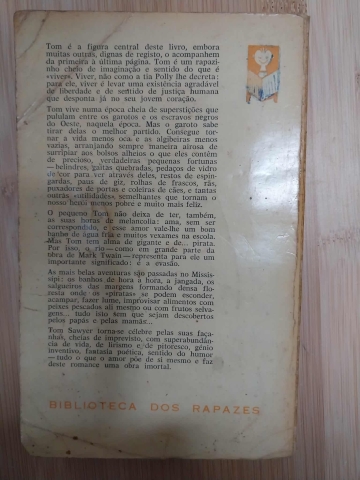 Tom é a figura central deste livro, embora
muitas outras, dignas de registo, o acompanhem
da primeira à última página. Tom é um rapazi-
nho cheio de imaginação e sentido do que é
«viver». Viver, não como a tia Polly lhe decreta:
para ele, viver é levar uma existência agradável
de liberdade e de sentido de justiça humana
que desponta já no seu jovem coração.
Tom vive numa época cheia de superstições que
pululam entre os garotos e os escravos negros
do Oeste, naquela época. Mas o garoto sabe
tirar delas o melhor partido. Consegue tor-
nar a vida menos oca e as algibeiras menos
vazias, arranjando sempre maneira airosa de
surripiar aos bolsos alheios o que eles contêm
de precioso, verdadeiras pequenas fortunas
—berlindes, gaitas quebradas, pedaços de vidro
de cor para ver através deles, restos de espin-
gardas, paus de giz, rolhas de frascos, rãs,
puxadores de portas e coleiras de cães, e tantas
outras «utilidades» semelhantes que tornam o
nosso herói menos pobre e muito mais feliz.
O pequeno Tom não deixa de ter, também,
as suas horas de melancolia: ama, sem ser
correspondido, e esse amor vale-lhe um bom
banho de água fria e muitos vexames na escola.
Mas Tom tem alma de gigante e de... pirata.
Por isso, o rio—como em grande parte da
obra de Mark Twain—representa para ele um
importante significado: é a evasão.
As mais belas aventuras são passadas no Missis-
sipi: os banhos de hora a hora, a jangada, os
salgueiros das margens formando densa flo-
resta onde os «piratas» se podem esconder,
acampar, fazer lume, improvisar alimentos com
peixes pescados ali mesmo ou com frutos selva-
gens... tudo isto sem que sejam descobertos
pelos papás e pelas mamãs...
Tom Sawyer torna-se célebre pelas suas faça-
nhas, cheias de imprevisto, com superabundân-
cia de vida, de lirismo e de pitoresco, génio
inventivo, fantasia poética, sentido do humor
—tudo o que o amor põe de si mesmo e faz
deste romance uma obra imortal.
BIBLIOTECA DOS RAPAZES